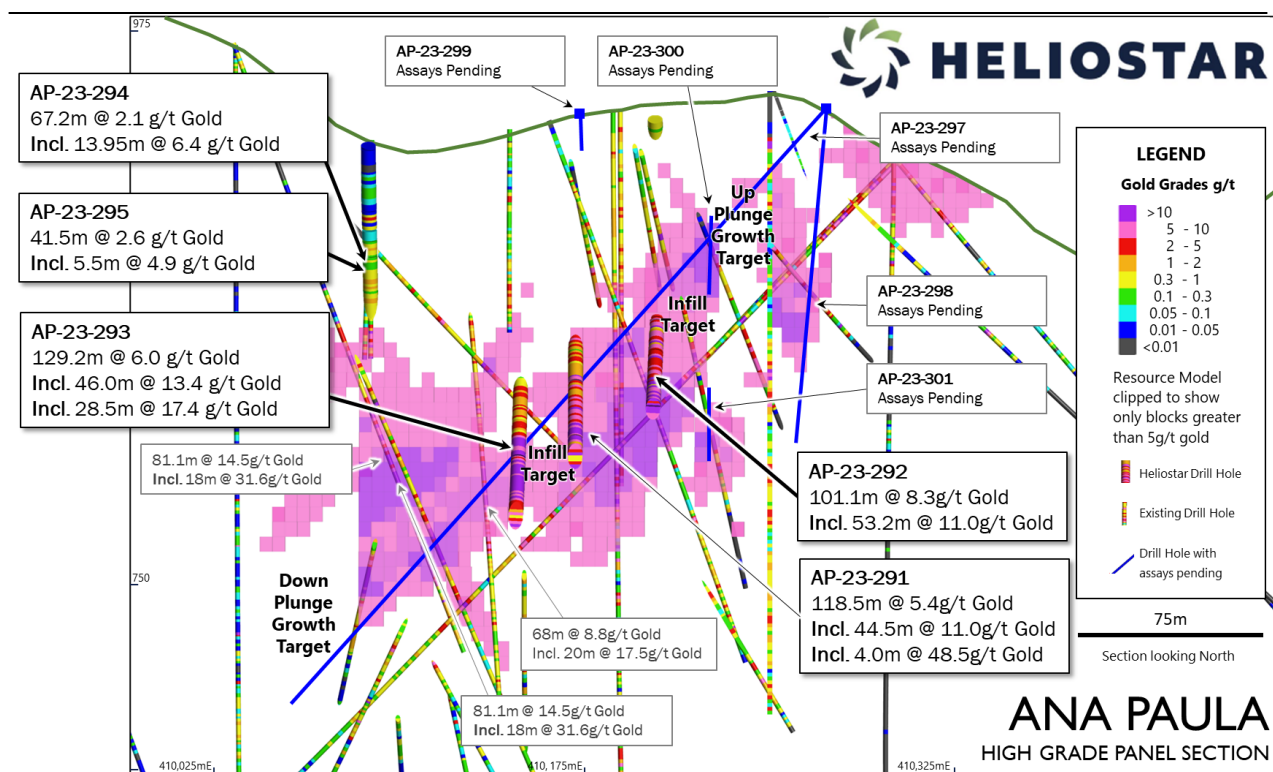 975
HELIOSTAR
AP-23-299
Assays Pending
AP-23-300
Assays Pending
AP-23-294
67.2m @ 2.1 g/t Gold
Incl. 13.95m @ 6.4 g/t Gold
AP-23-297
Assays Pending
AP-23-295
41.5m @ 2.6 g/t Gold
Incl. 5.5m @ 4.9 g/t Gold
Up
Plunge
Growth
Target
AP-23-298
Assays Pending
Infill
Target
AP-23-293
129.2m @ 6.0 g/t Gold
Incl. 46.0m @ 13.4 g/t Gold
Incl. 28.5m @ 17.4 g/t Gold
AP-23-301
Assays Pending
81.1m @ 14.5g/t Gold
Incl. 18m @ 31.6g/t Gold
Infill
Target
AP-23-292
101.1m @ 8.3g/t Gold
Incl. 53.2m @ 11.0g/t Gold
750
Down
Plunge
Growth
Target
AP-23-291
118.5m @ 5.4g/t Gold
Incl. 44.5m @ 11.0g/t Gold
Incl. 4.0m @ 48.5g/t Gold
68m @ 8.8g/t Gold
Incl. 20m @ 17.5g/t Gold
81.1m @ 14.5g/t Gold
Incl. 18m @ 31.6g/t Gold
LEGEND
Gold Grades g/t
>10
5 - 10
2 - 5
1 - 2
0.3 - 1
0.1 - 0.3
0.05 - 0.1
0.01 - 0.05
<0.01
Resource Model
clipped to show
only blocks greater
than 5g/t gold
Heliostar Drill Hole
Existing Drill Hole
Drill Hole with
assays pending
75m
Section looking North
ANA PAULA
HIGH GRADE PANEL SECTION
410,025mE
410,175mE
410,325mE